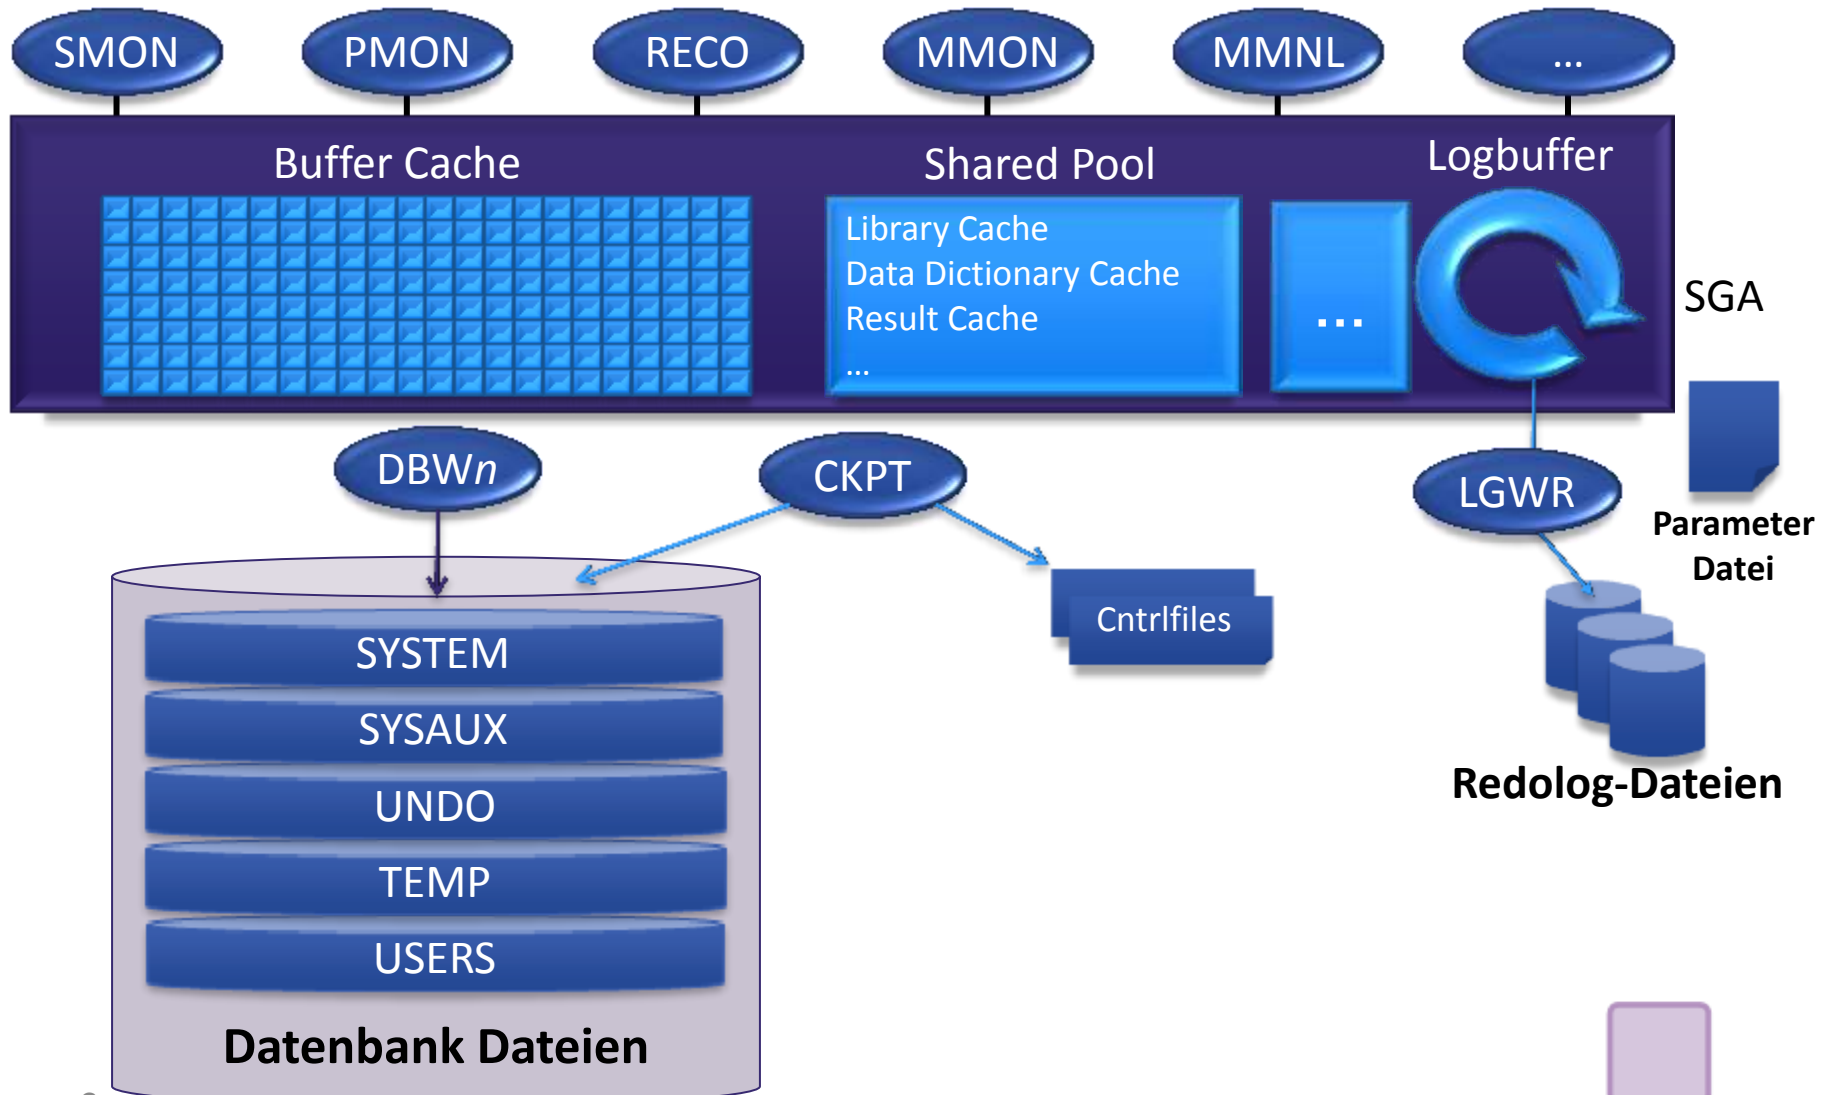 SMON
PMON
RECO
MMON
MMNL
...
Buffer Cache
Shared Pool
Logbuffer
Library Cache
Data Dictionary Cache
Result Cache
...
...
SGA
DBWn
CKPT
LGWR
Parameter
Datei
Cntrlfiles
SYSTEM
SYSAUX
UNDO
TEMP
USERS
Redolog-Dateien
Datenbank Dateien